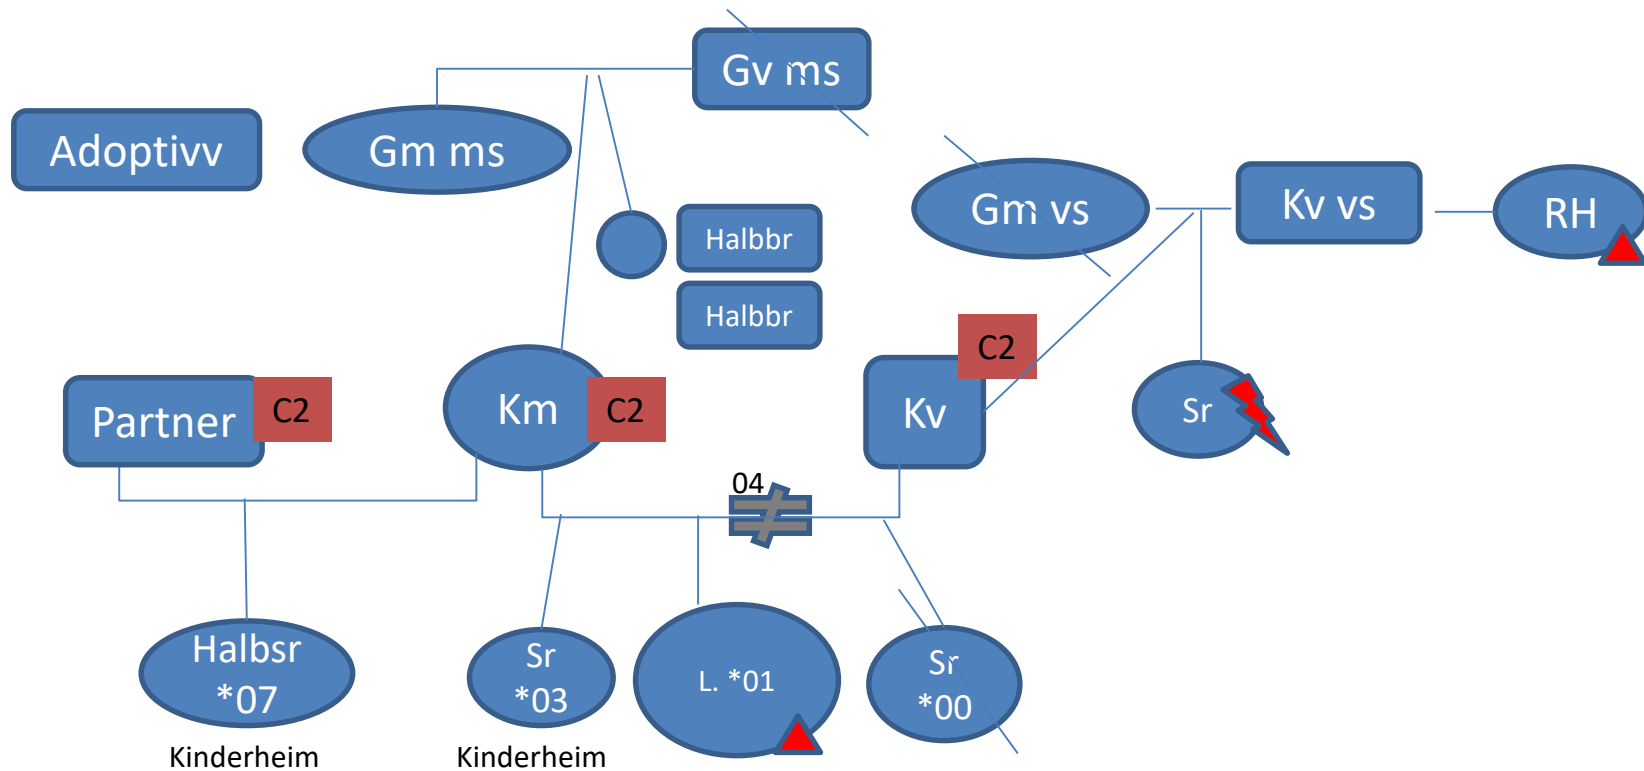 Gv ms
Adoptivv
Gm ms
Gm vs
Kv vs
RH
Halbbr
Halbbr
C2
Partner
C2
Km
C2
Kv
Sr
04
Halbsr
*07
Sr
*03
L. *01
Sr
*00
Kinderheim
Kinderheim